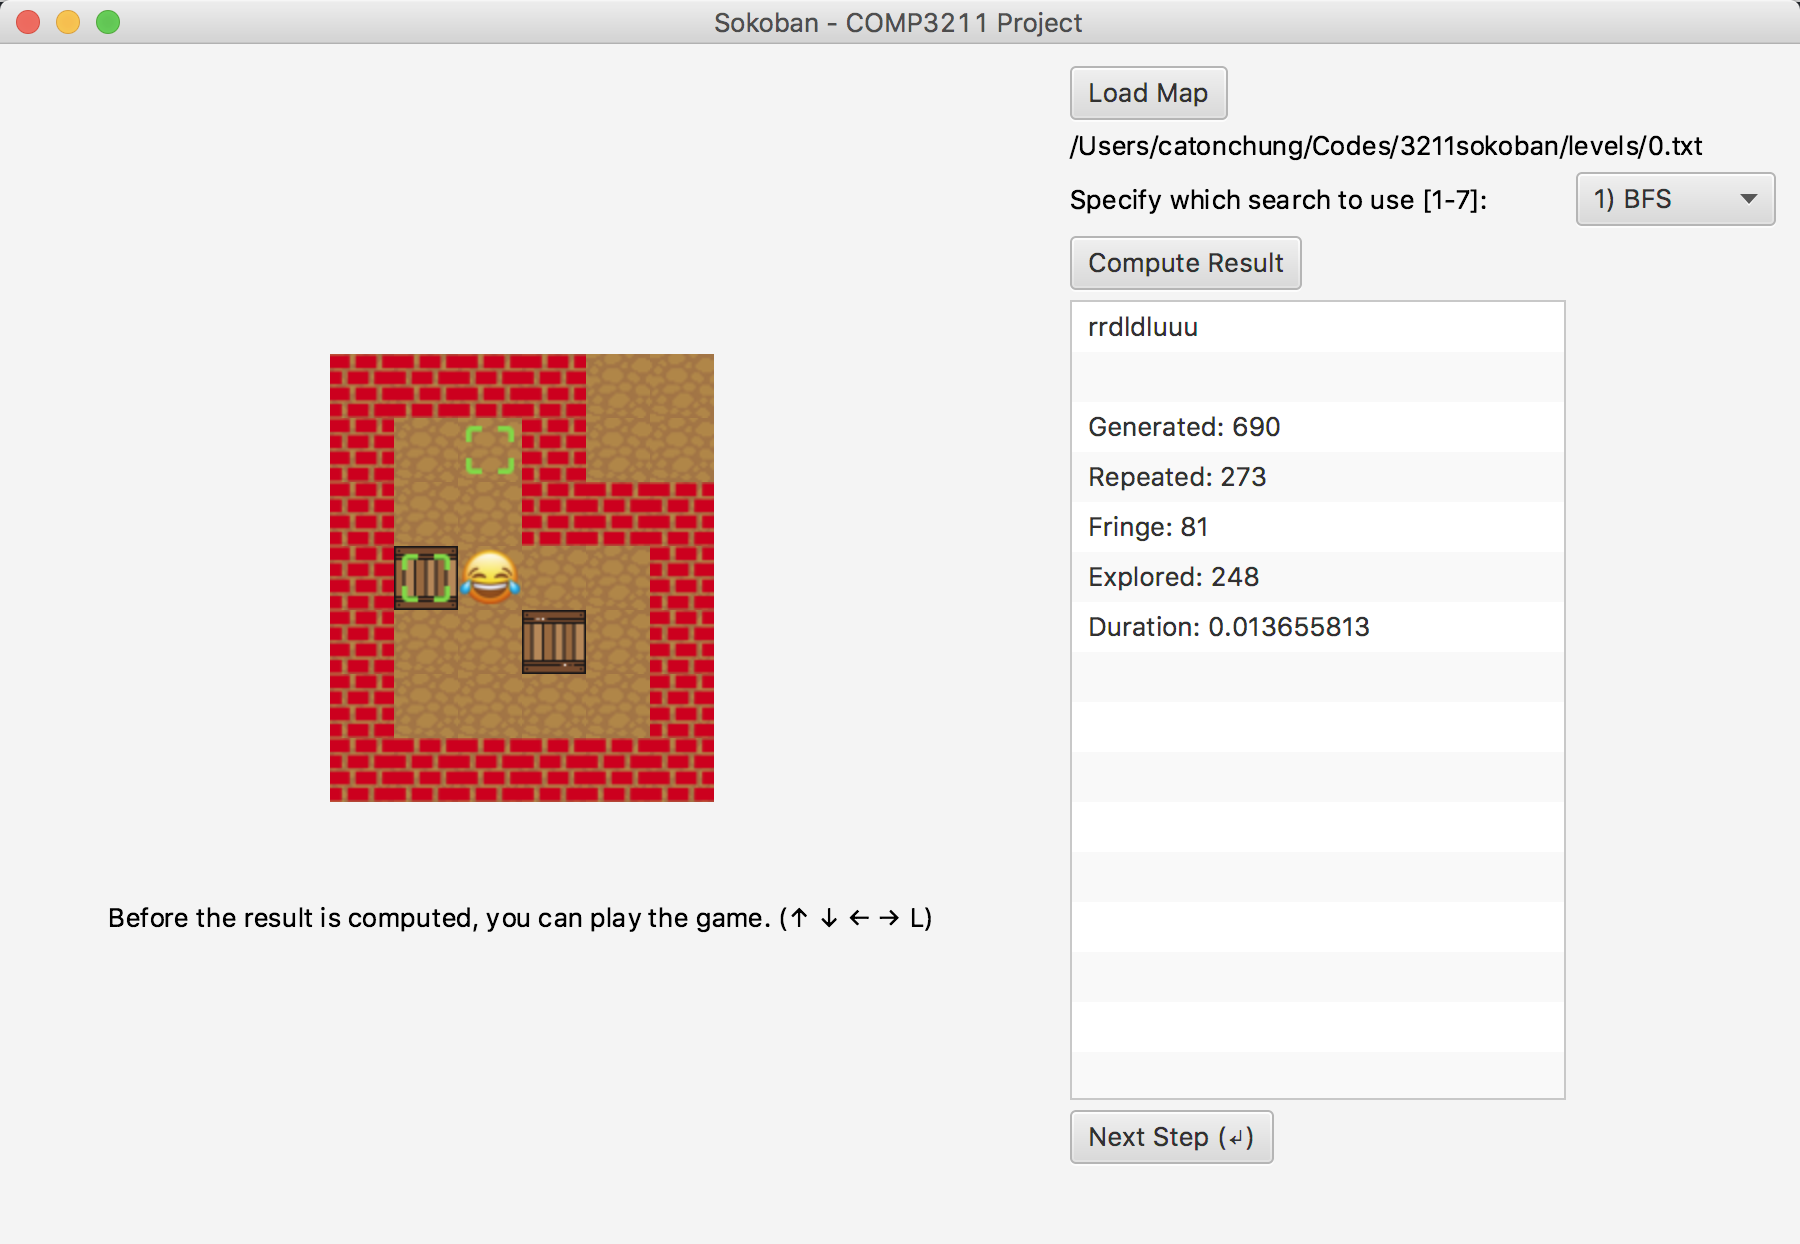 Sokoban - COMP3211 Project
Load Map
/Users/catonchung/Codes/3211sokoban/levels/0.txt
Specify which search to use [1-7]:
1) BFS
Compute Result
rrdldluuu
Generated: 690
Repeated: 273
Fringe: 81
Explored: 248
Duration: 0.013655813
Before the result is computed, you can play the game. (↑ ↓ ← → L)
Next Step (↲)